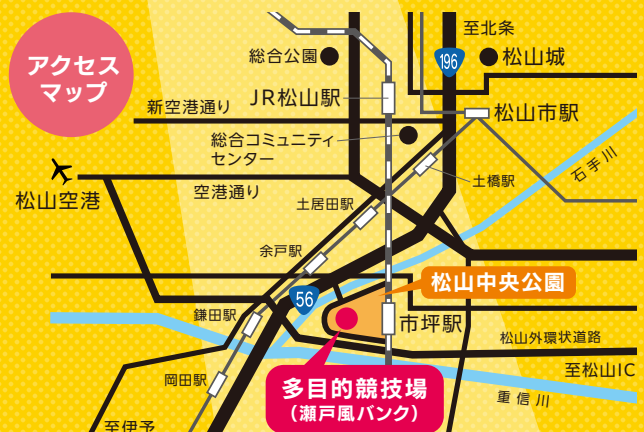 アクセス
マップ
至北条
総合公園
196
松山城
JR松山駅
新空港通り
松山市駅
総合コミュニティ
センター
石手川
土橋駅
松山空港
空港通り
土居田駅
余戸駅
松山中央公園
56
鎌田駅
市坪駅
松山外環状道路
至松山IC
岡田駅
多目的競技場
(瀬戸風バンク)
重信川
至伊予